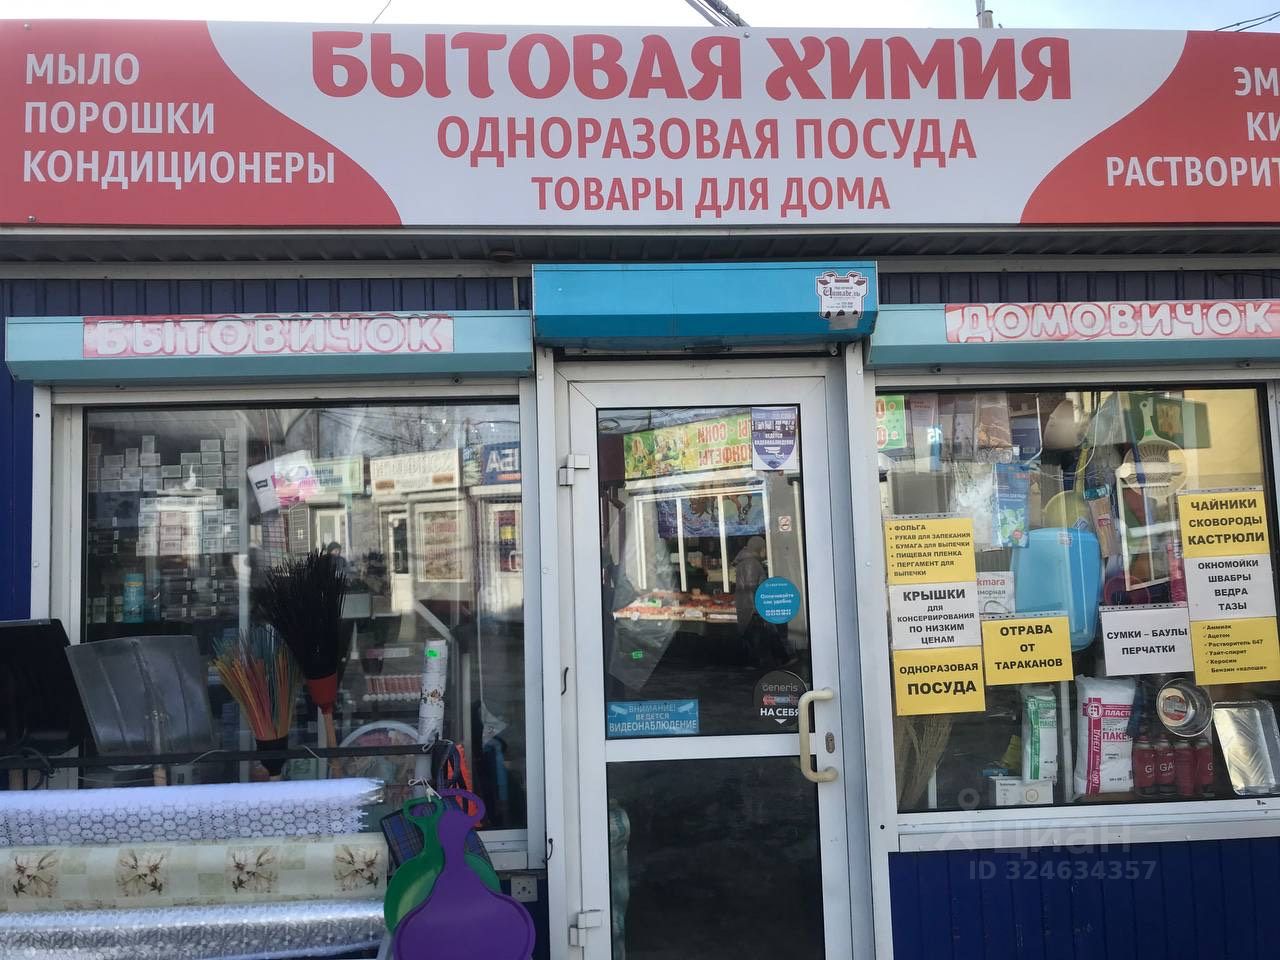 МЫЛО
ПОРОШКИ
КОНДИЦИОНЕРЫ
БЫТОВАЯ ХИМИЯ
ОДНОРАЗОВАЯ ПОСУДА
ТОВАРЫ ДЛЯ ДОМА
ЭМ
КИ
РАСТВОРИТ
БЫТОВИЧОК
ДОМОВИЧОК
ВНИМАНИЕ!
ВЕДЕТСЯ
ВИДЕОНАБЛЮДЕНИЕ
НА СЕБЯ
• ФОЛЬГА
• РУКАВ ДЛЯ ЗАПЕКАНИЯ
• БУМАГА ДЛЯ ВЫПЕЧКИ
• ПИЩЕВАЯ ПЛЕНКА
• ПЕРГАМЕНТ ДЛЯ
ВЫПЕЧКИ
КРЫШКИ
ДЛЯ
КОНСЕРВИРОВАНИЯ
ПО НИЗКИМ
ЦЕНАМ
ОДНОРАЗОВАЯ
ПОСУДА
ОТРАВА
ОТ
ТАРАКАНОВ
СУМКИ – БАУЛЫ
ПЕРЧАТКИ
ЧАЙНИКИ
СКОВОРОДЫ
КАСТРЮЛИ
ОКНОМОЙКИ
ШВАБРЫ
ВЕДРА
ТАЗЫ
✓ Аммиак
✓ Ацетон
✓ Растворитель 647
✓ Уайт-спирит
✓ Керосин
Бензин «калоша»
циан
ID 324634357